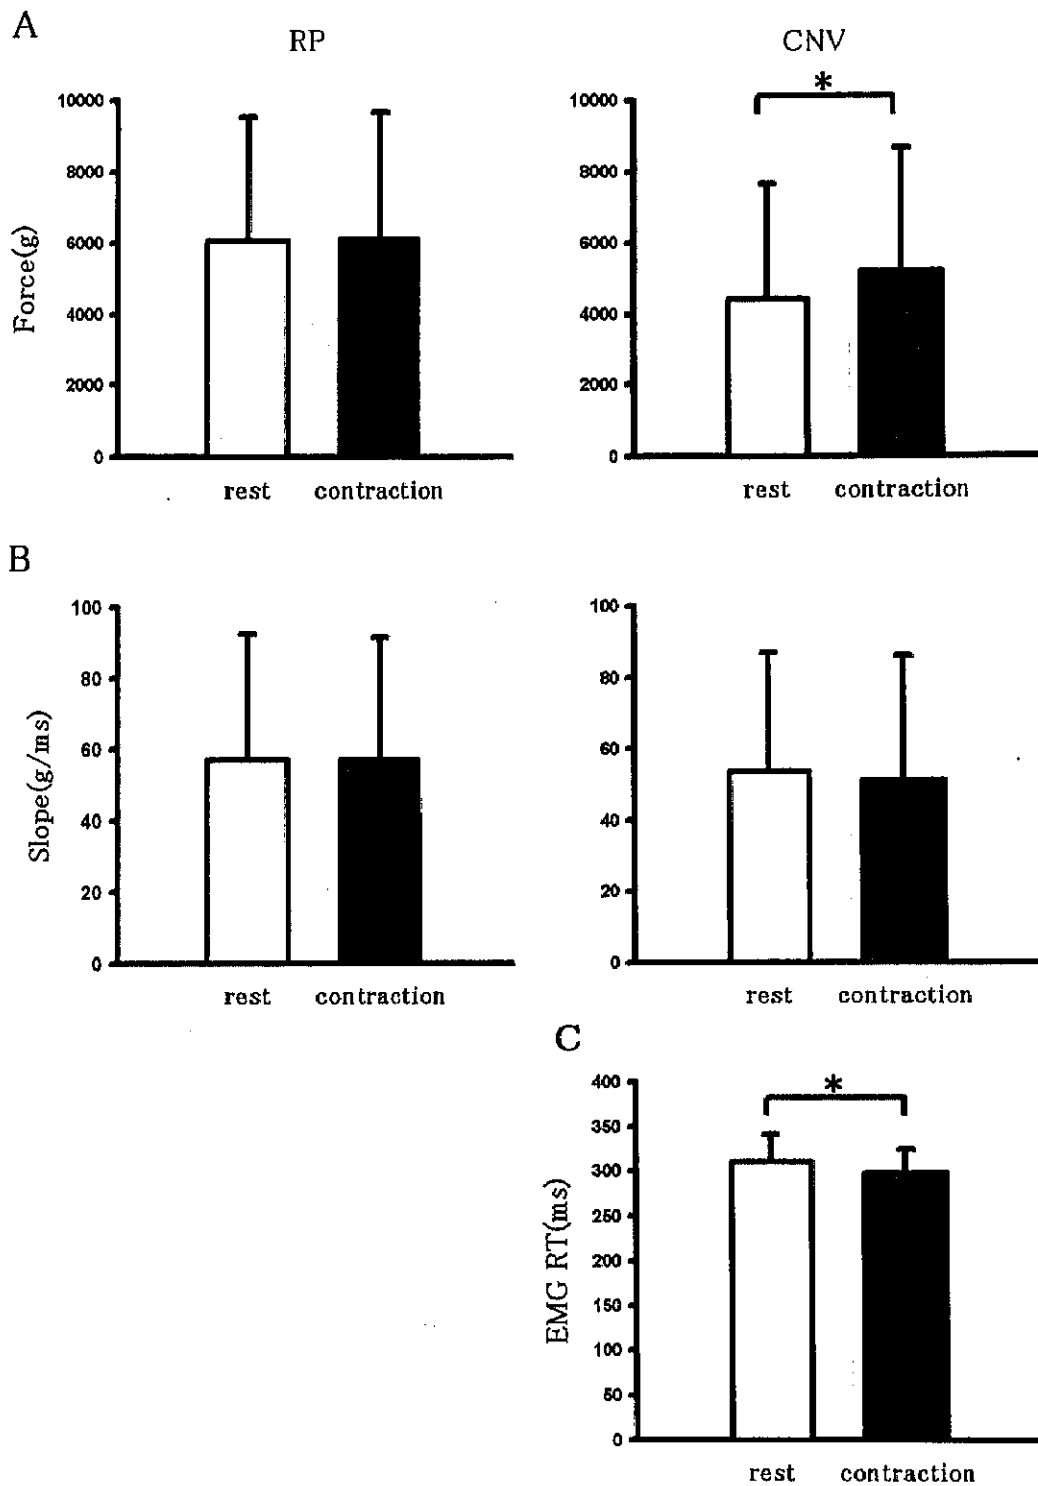 A
RP
CNV
*
10000
8000
6000
4000
2000
0
Force(g)
rest contraction
10000
8000
6000
4000
2000
0
rest contraction
B
100
80
60
40
20
0
Slope(g/ms)
rest contraction
100
80
60
40
20
0
rest contraction
C
*
400
350
300
250
200
150
100
50
0
EMG RT(ms)
rest contraction